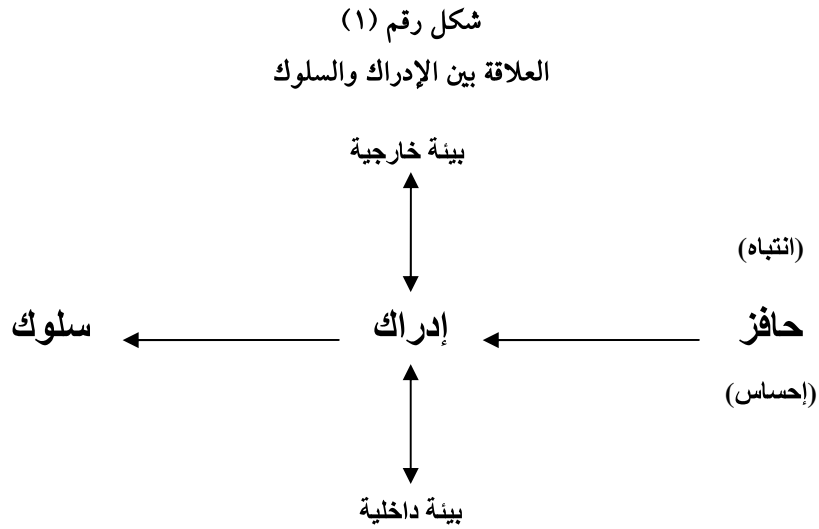 شكل رقم (١)
العلاقة بين الإدراك والسلوك
بيئة خارجية
(انتباه)
حافز
إدراك
سلوك
(إحساس)
بيئة داخلية